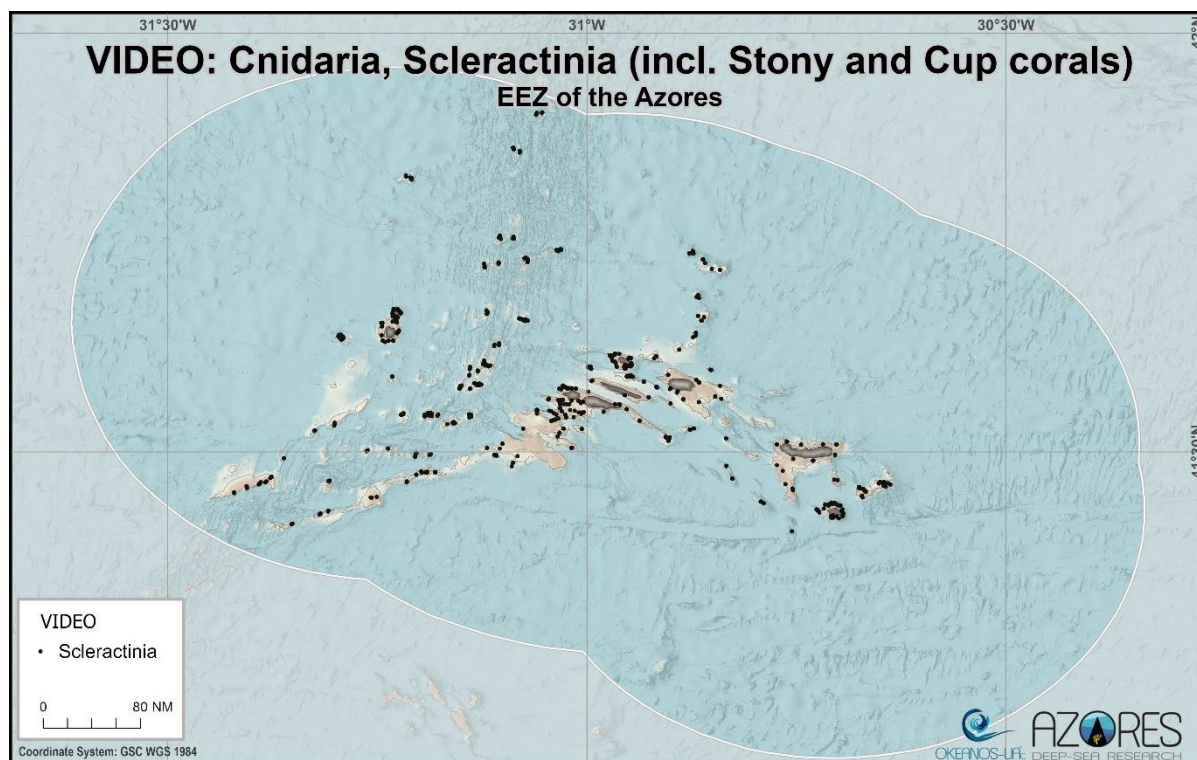 31°30'W 31°W 30°30'W
VIDEO: Cnidaria, Scleractinia (incl. Stony and Cup corals)
EEZ of the Azores
VIDEO
Scleractinia
0 80 NM
Coordinate System: GSC WGS 1984
OKEANOS-UAc
AZORES
DEEP-SEA RESEARCH